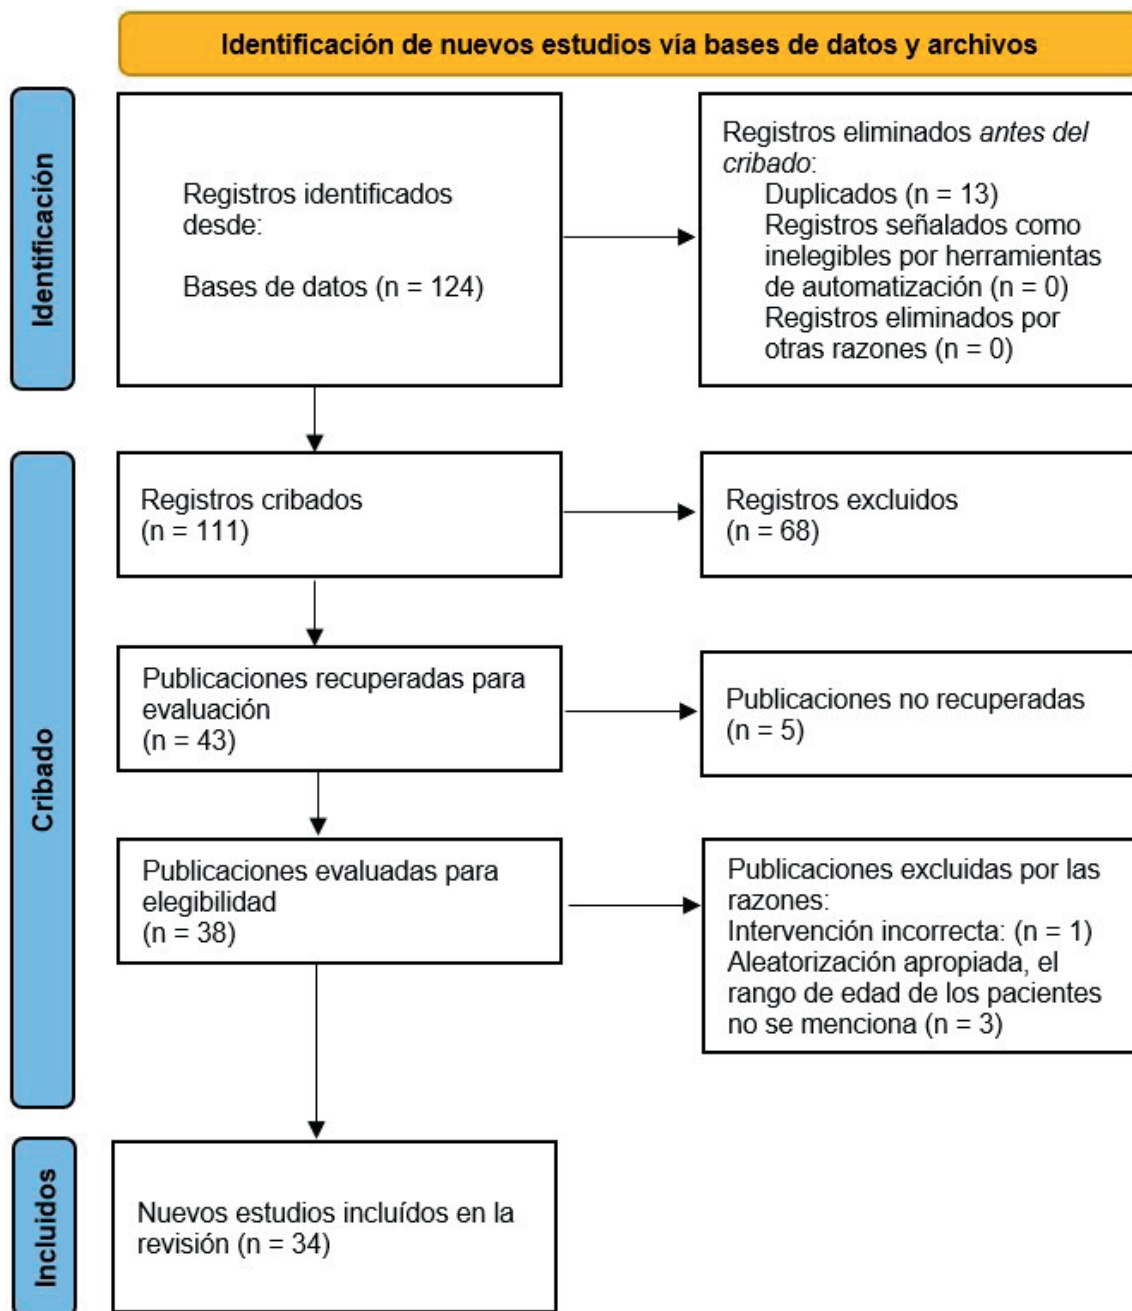 Identificación de nuevos estudios vía bases de datos y archivos
Identificación
Registros identificados
desde:
Bases de datos (n = 124)
Registros eliminados antes del
cribado:
Duplicados (n = 13)
Registros señalados como
inelegibles por herramientas
de automatización (n = 0)
Registros eliminados por
otras razones (n = 0)
Cribado
Registros cribados
(n = 111)
Registros excluidos
(n = 68)
Publicaciones recuperadas para
evaluación
(n = 43)
Publicaciones no recuperadas
(n = 5)
Publicaciones evaluadas para
elegibilidad
(n = 38)
Publicaciones excluidas por las
razones:
Intervención incorrecta: (n = 1)
Aleatorización apropiada, el
rango de edad de los pacientes
no se menciona (n = 3)
Incluidos
Nuevos estudios incluídos en la
revisión (n = 34)